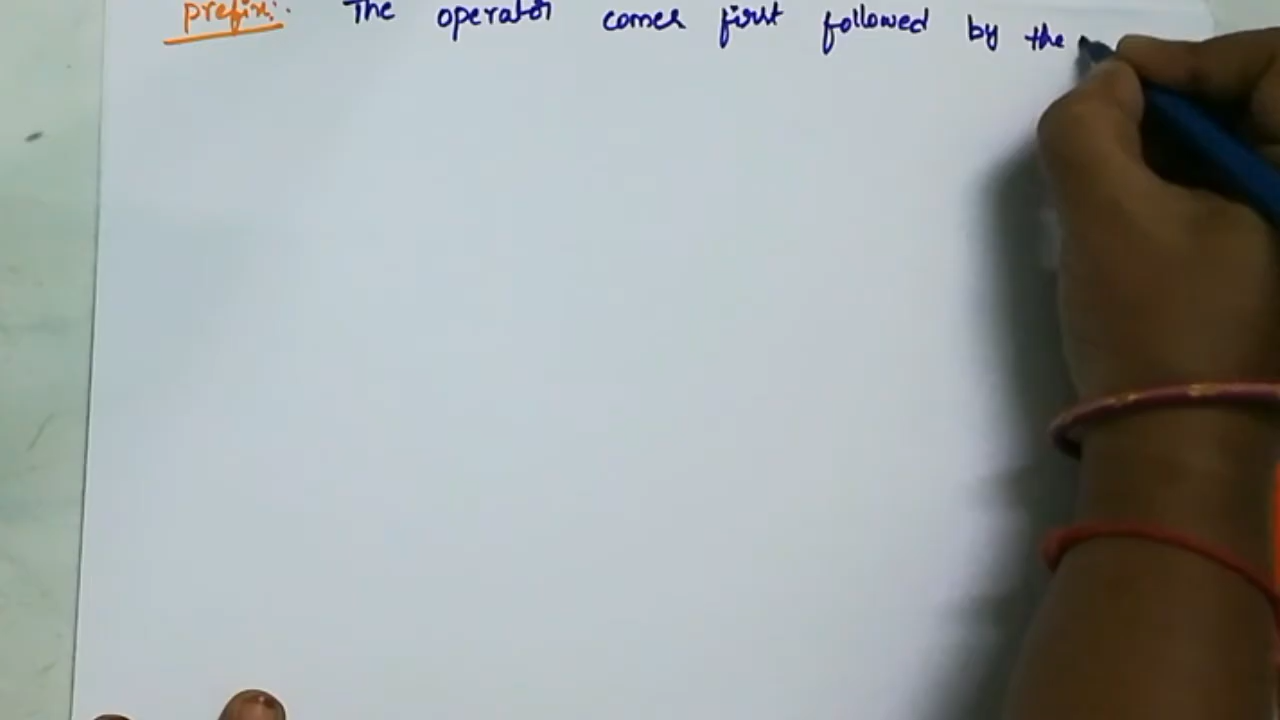 prefix:- The operator comes first followed by the